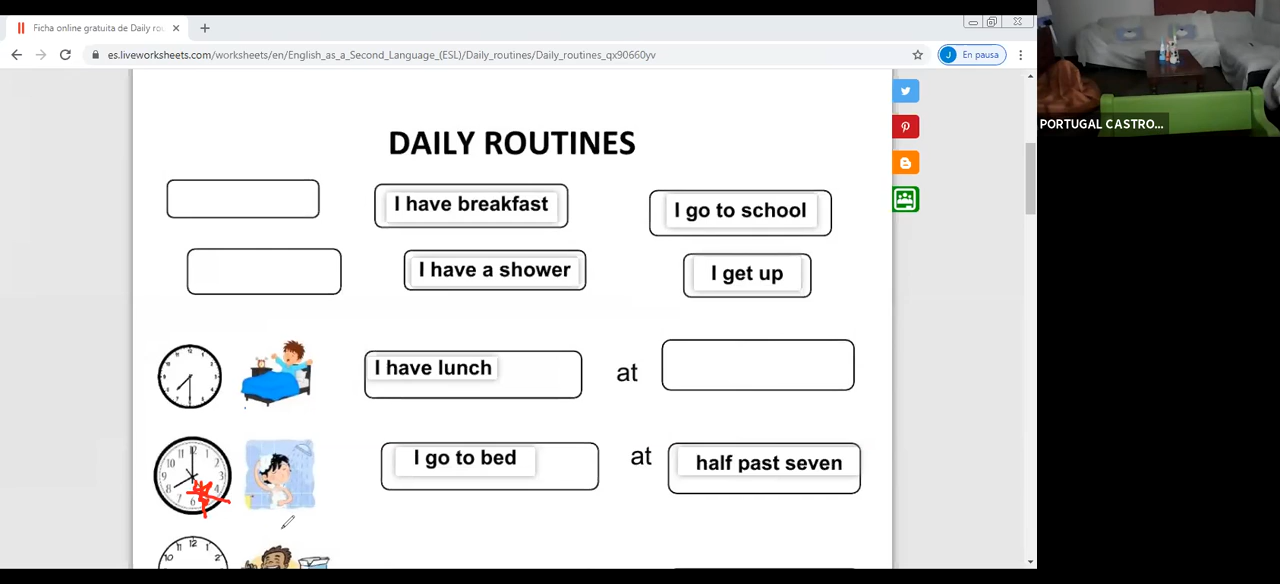 Ficha online gratuita de Daily rou
es.liveworksheets.com/worksheets/en/English_as_a_Second_Language_(ESL)/Daily_routines/Daily_routines_qx90660yv
J En pausa
PORTUGAL CASTRO...
DAILY ROUTINES
I have breakfast
I go to school
I have a shower
I get up
I have lunch
at
I go to bed
at
half past seven